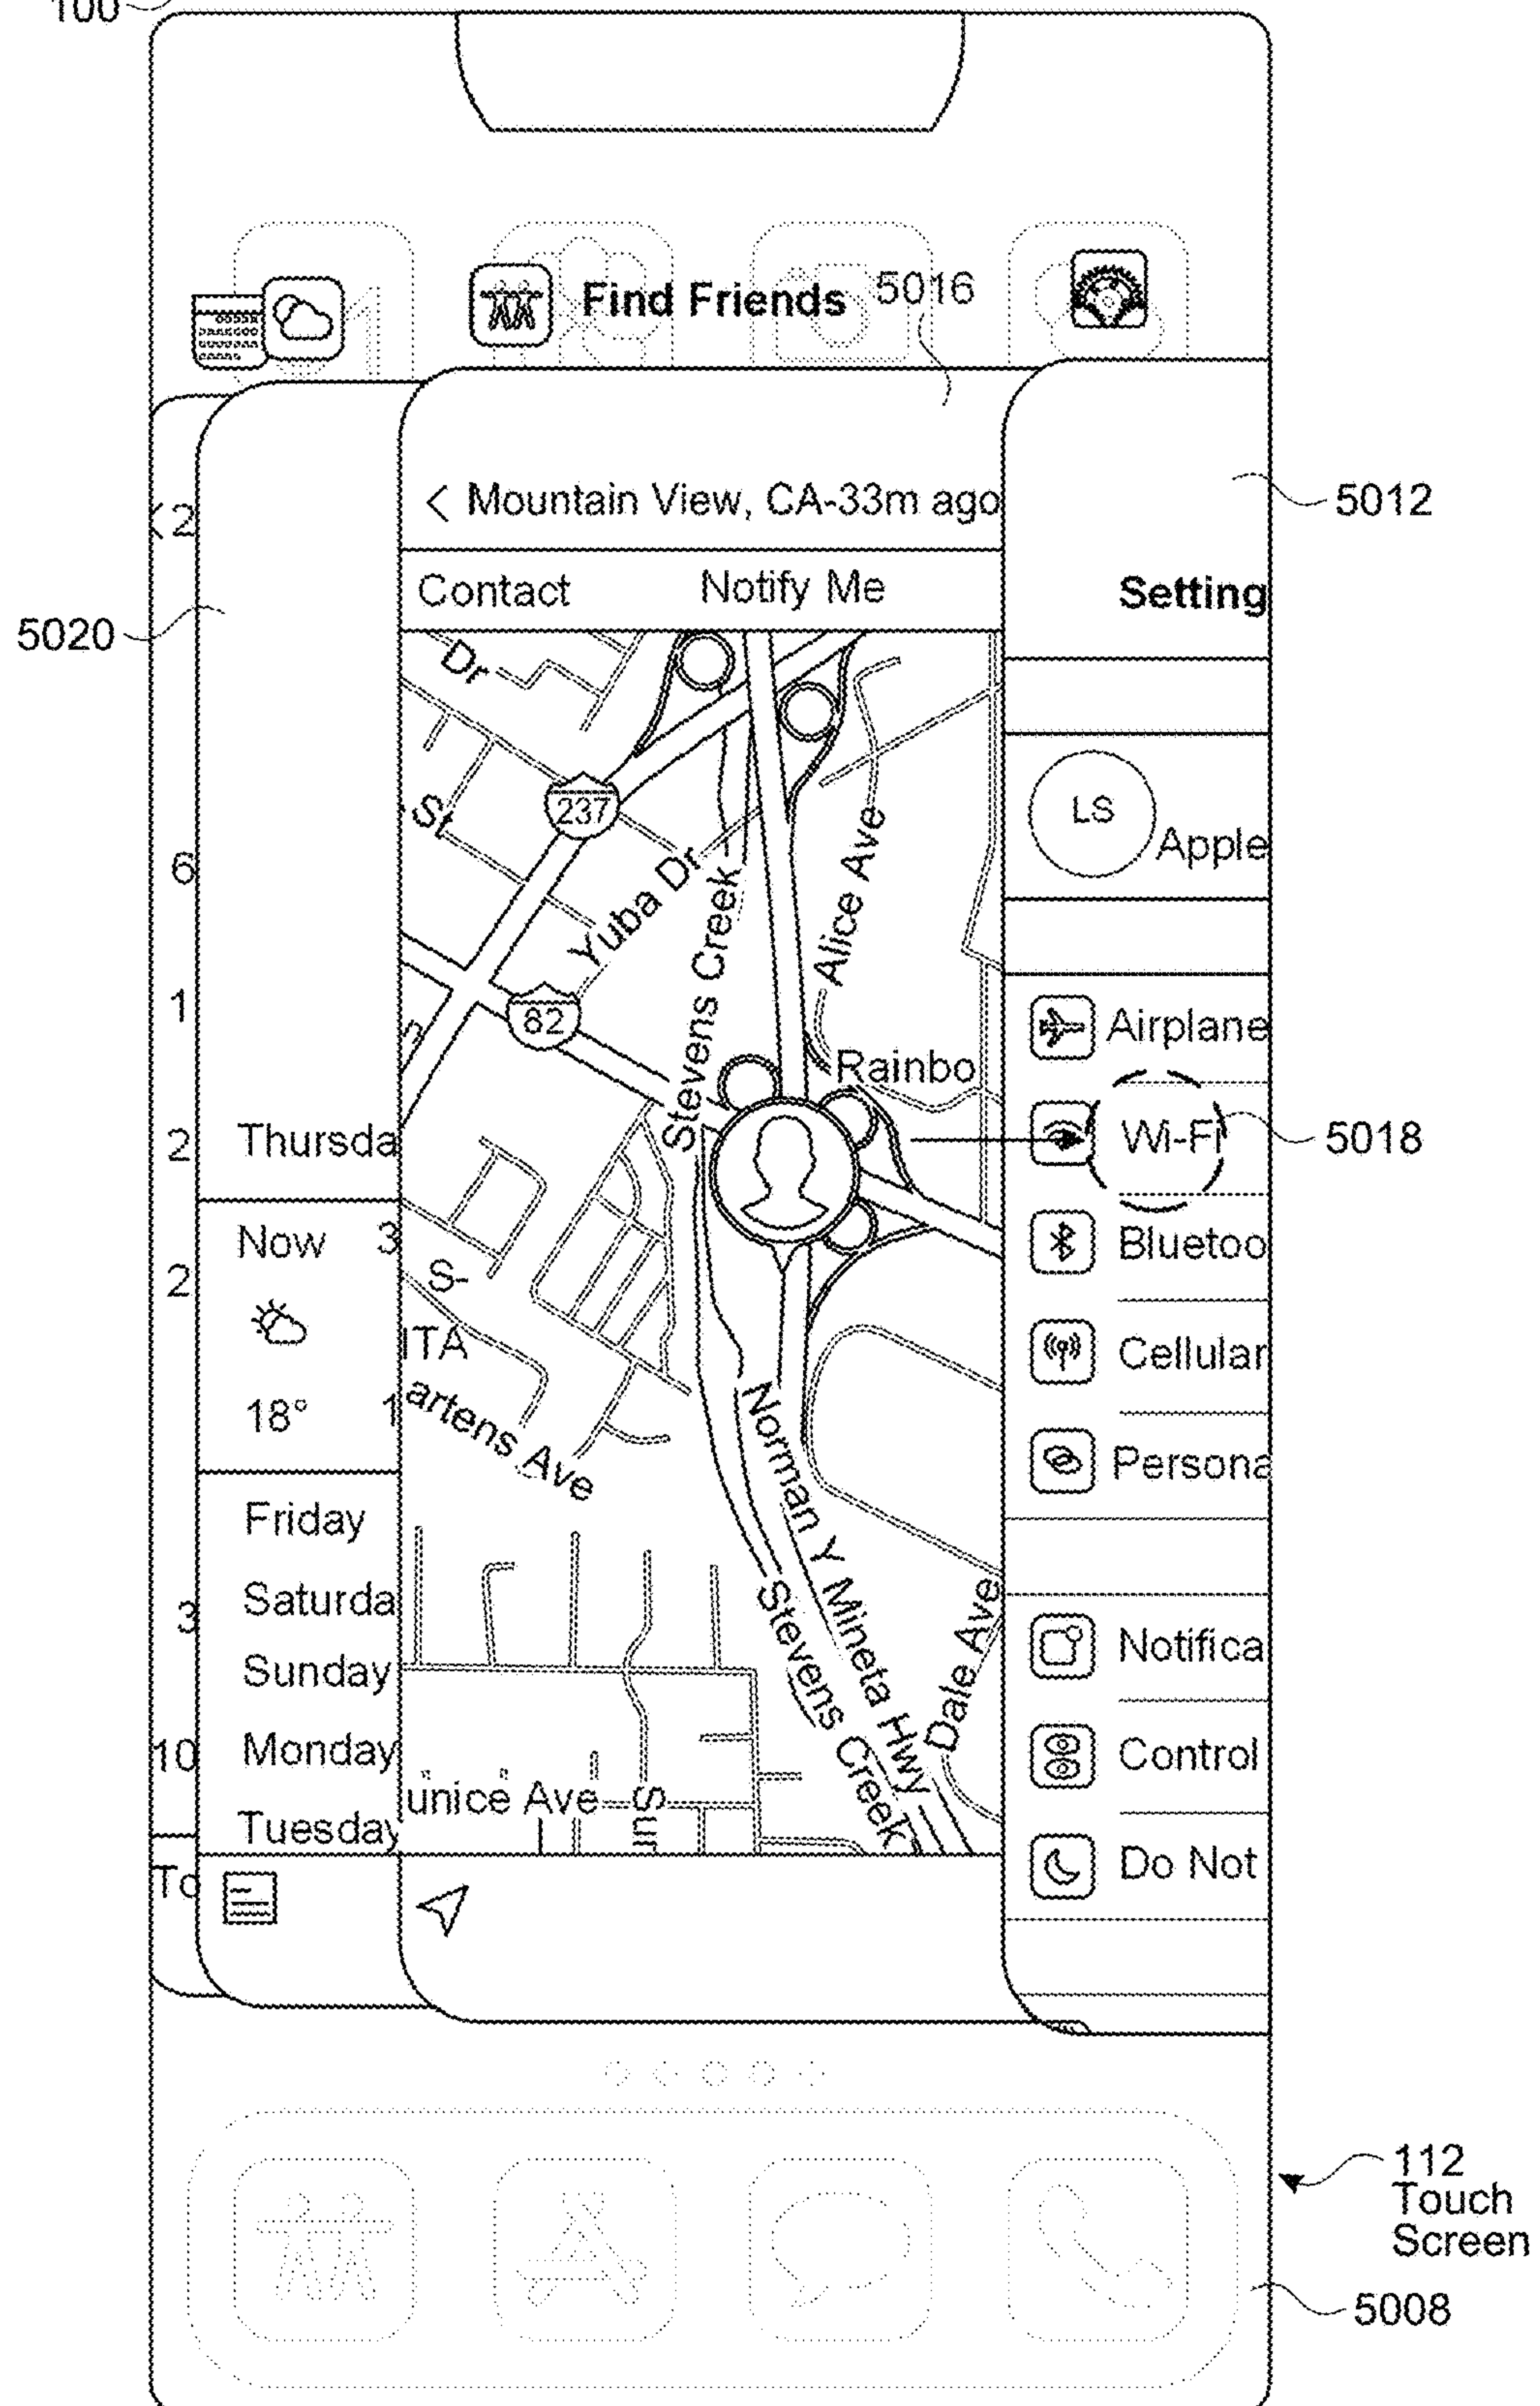 100
Find Friends
5016
< 2
< Mountain View, CA-33m ago
5012
Contact
Notify Me
Setting
5020
Dr
LS
Apple
237
St
6
Yuba Dr
Stevens Creek
Alice Ave
1
82
n
Airplane
Rainbo
2
Thursda
Wi-Fi
5018
Now
3
Bluetoo
2
S-
ITA
Cellular
18°
1
artens Ave
Persona
Norman Y Mineta Hwy
Friday
Saturda
3
Stevens Creek
Dale Ave
Notifica
Sunday
10
Monday
Control
unice Ave
Sur
Tuesday
To
Do Not
112
Touch
Screen
5008